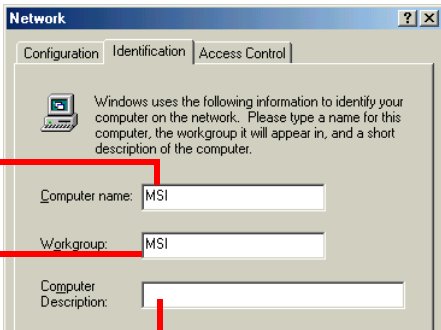 Network
Configuration Identification Access Control
Windows uses the following information to identify your
computer on the network. Please type a name for this
computer, the workgroup it will appear in, and a short
description of the computer.
Computer name: MSI
Workgroup: MSI
Computer
Description: